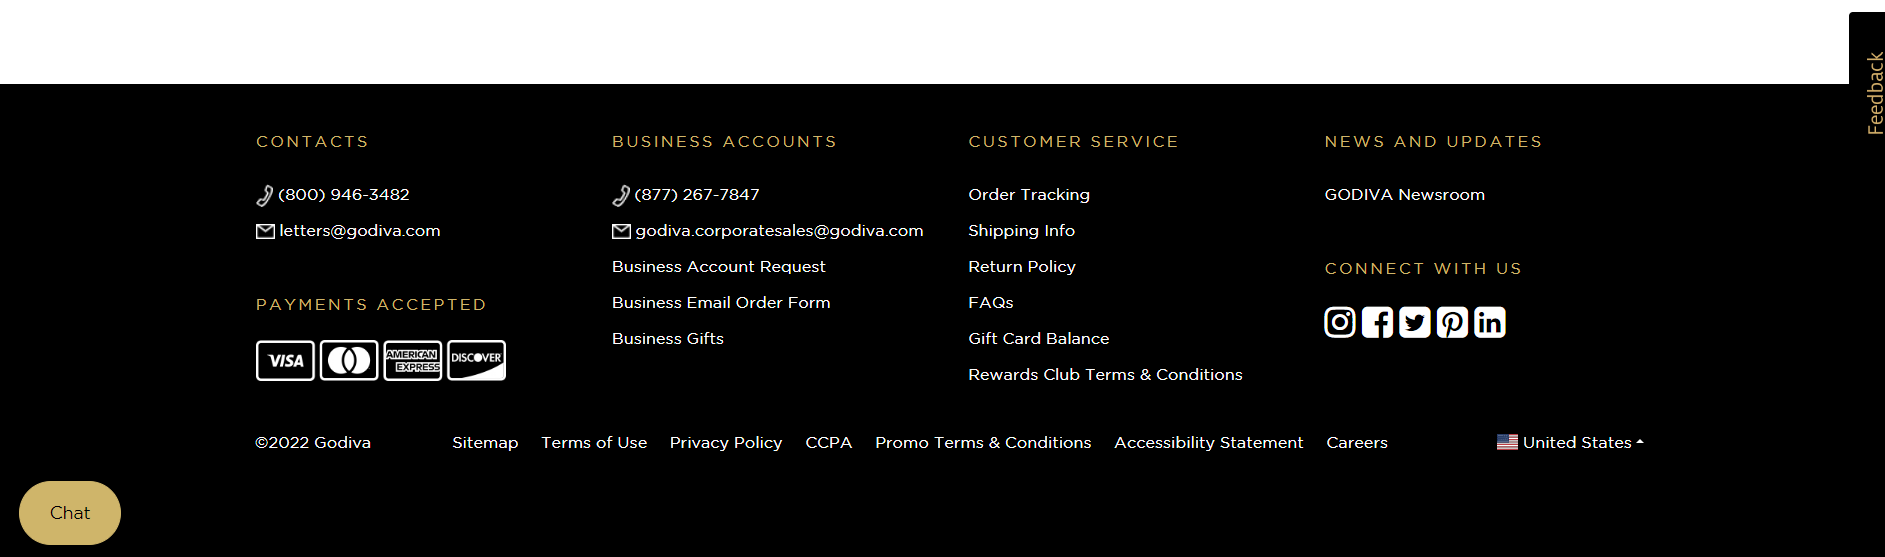 Feedback
CONTACTS
(800) 946-3482
letters@godiva.com
PAYMENTS ACCEPTED
VISA
AMERICAN EXPRESS
DISCOVER
BUSINESS ACCOUNTS
(877) 267-7847
godiva.corporatesales@godiva.com
Business Account Request
Business Email Order Form
Business Gifts
CUSTOMER SERVICE
Order Tracking
Shipping Info
Return Policy
FAQs
Gift Card Balance
Rewards Club Terms & Conditions
NEWS AND UPDATES
GODIVA Newsroom
CONNECT WITH US
in
©2022 Godiva Sitemap Terms of Use Privacy Policy CCPA Promo Terms & Conditions Accessibility Statement Careers United States
Chat